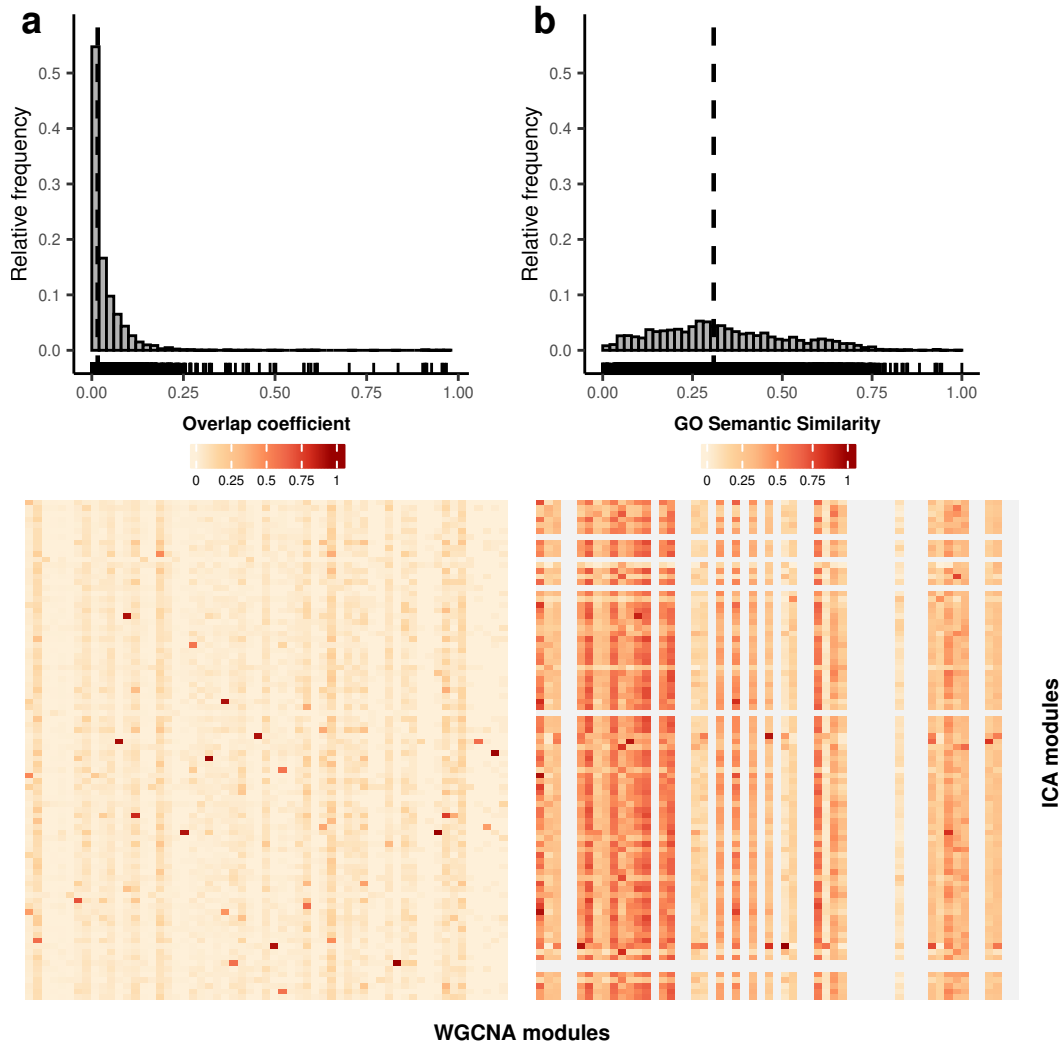 a
b
Relative frequency
0.5
0.4
0.3
0.2
0.1
0.0
0.00 0.25 0.50 0.75 1.00
Overlap coefficient
0 0.25 0.5 0.75 1
Relative frequency
0.5
0.4
0.3
0.2
0.1
0.0
0.00 0.25 0.50 0.75 1.00
GO Semantic Similarity
0 0.25 0.5 0.75 1
ICA modules
WGCNA modules